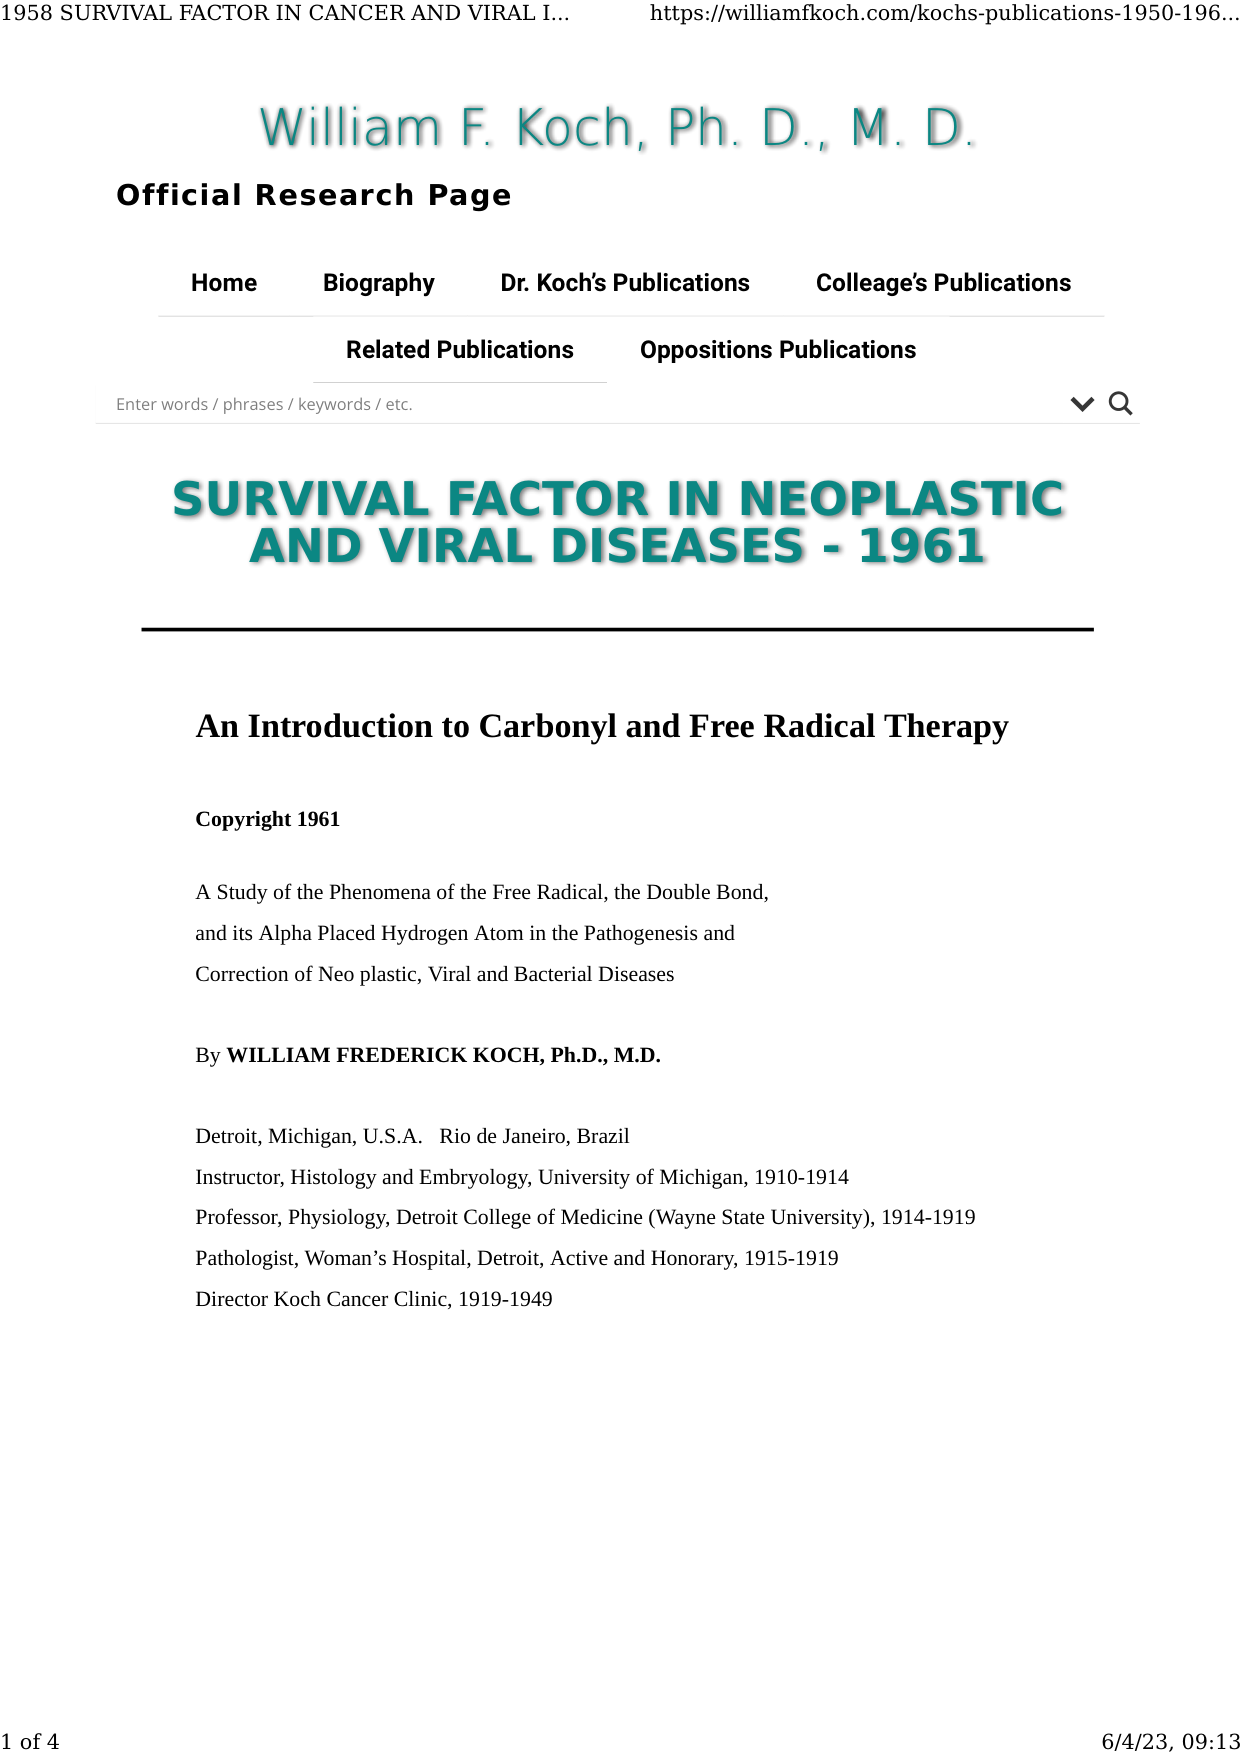 1958 SURVIVAL FACTOR IN CANCER AND VIRAL I... https://williamfkoch.com/kochs-publications-1950-196...
William F. Koch, Ph. D., M. D.
Official Research Page
Home Biography Dr. Koch’s Publications Colleage’s Publications
Related Publications Oppositions Publications
Enter words / phrases / keywords / etc.
SURVIVAL FACTOR IN NEOPLASTIC
AND VIRAL DISEASES - 1961
An Introduction to Carbonyl and Free Radical Therapy
Copyright 1961
A Study of the Phenomena of the Free Radical, the Double Bond,
and its Alpha Placed Hydrogen Atom in the Pathogenesis and
Correction of Neo plastic, Viral and Bacterial Diseases
By WILLIAM FREDERICK KOCH, Ph.D., M.D.
Detroit, Michigan, U.S.A. Rio de Janeiro, Brazil
Instructor, Histology and Embryology, University of Michigan, 1910-1914
Professor, Physiology, Detroit College of Medicine (Wayne State University), 1914-1919
Pathologist, Woman’s Hospital, Detroit, Active and Honorary, 1915-1919
Director Koch Cancer Clinic, 1919-1949
1 of 4 6/4/23, 09:13